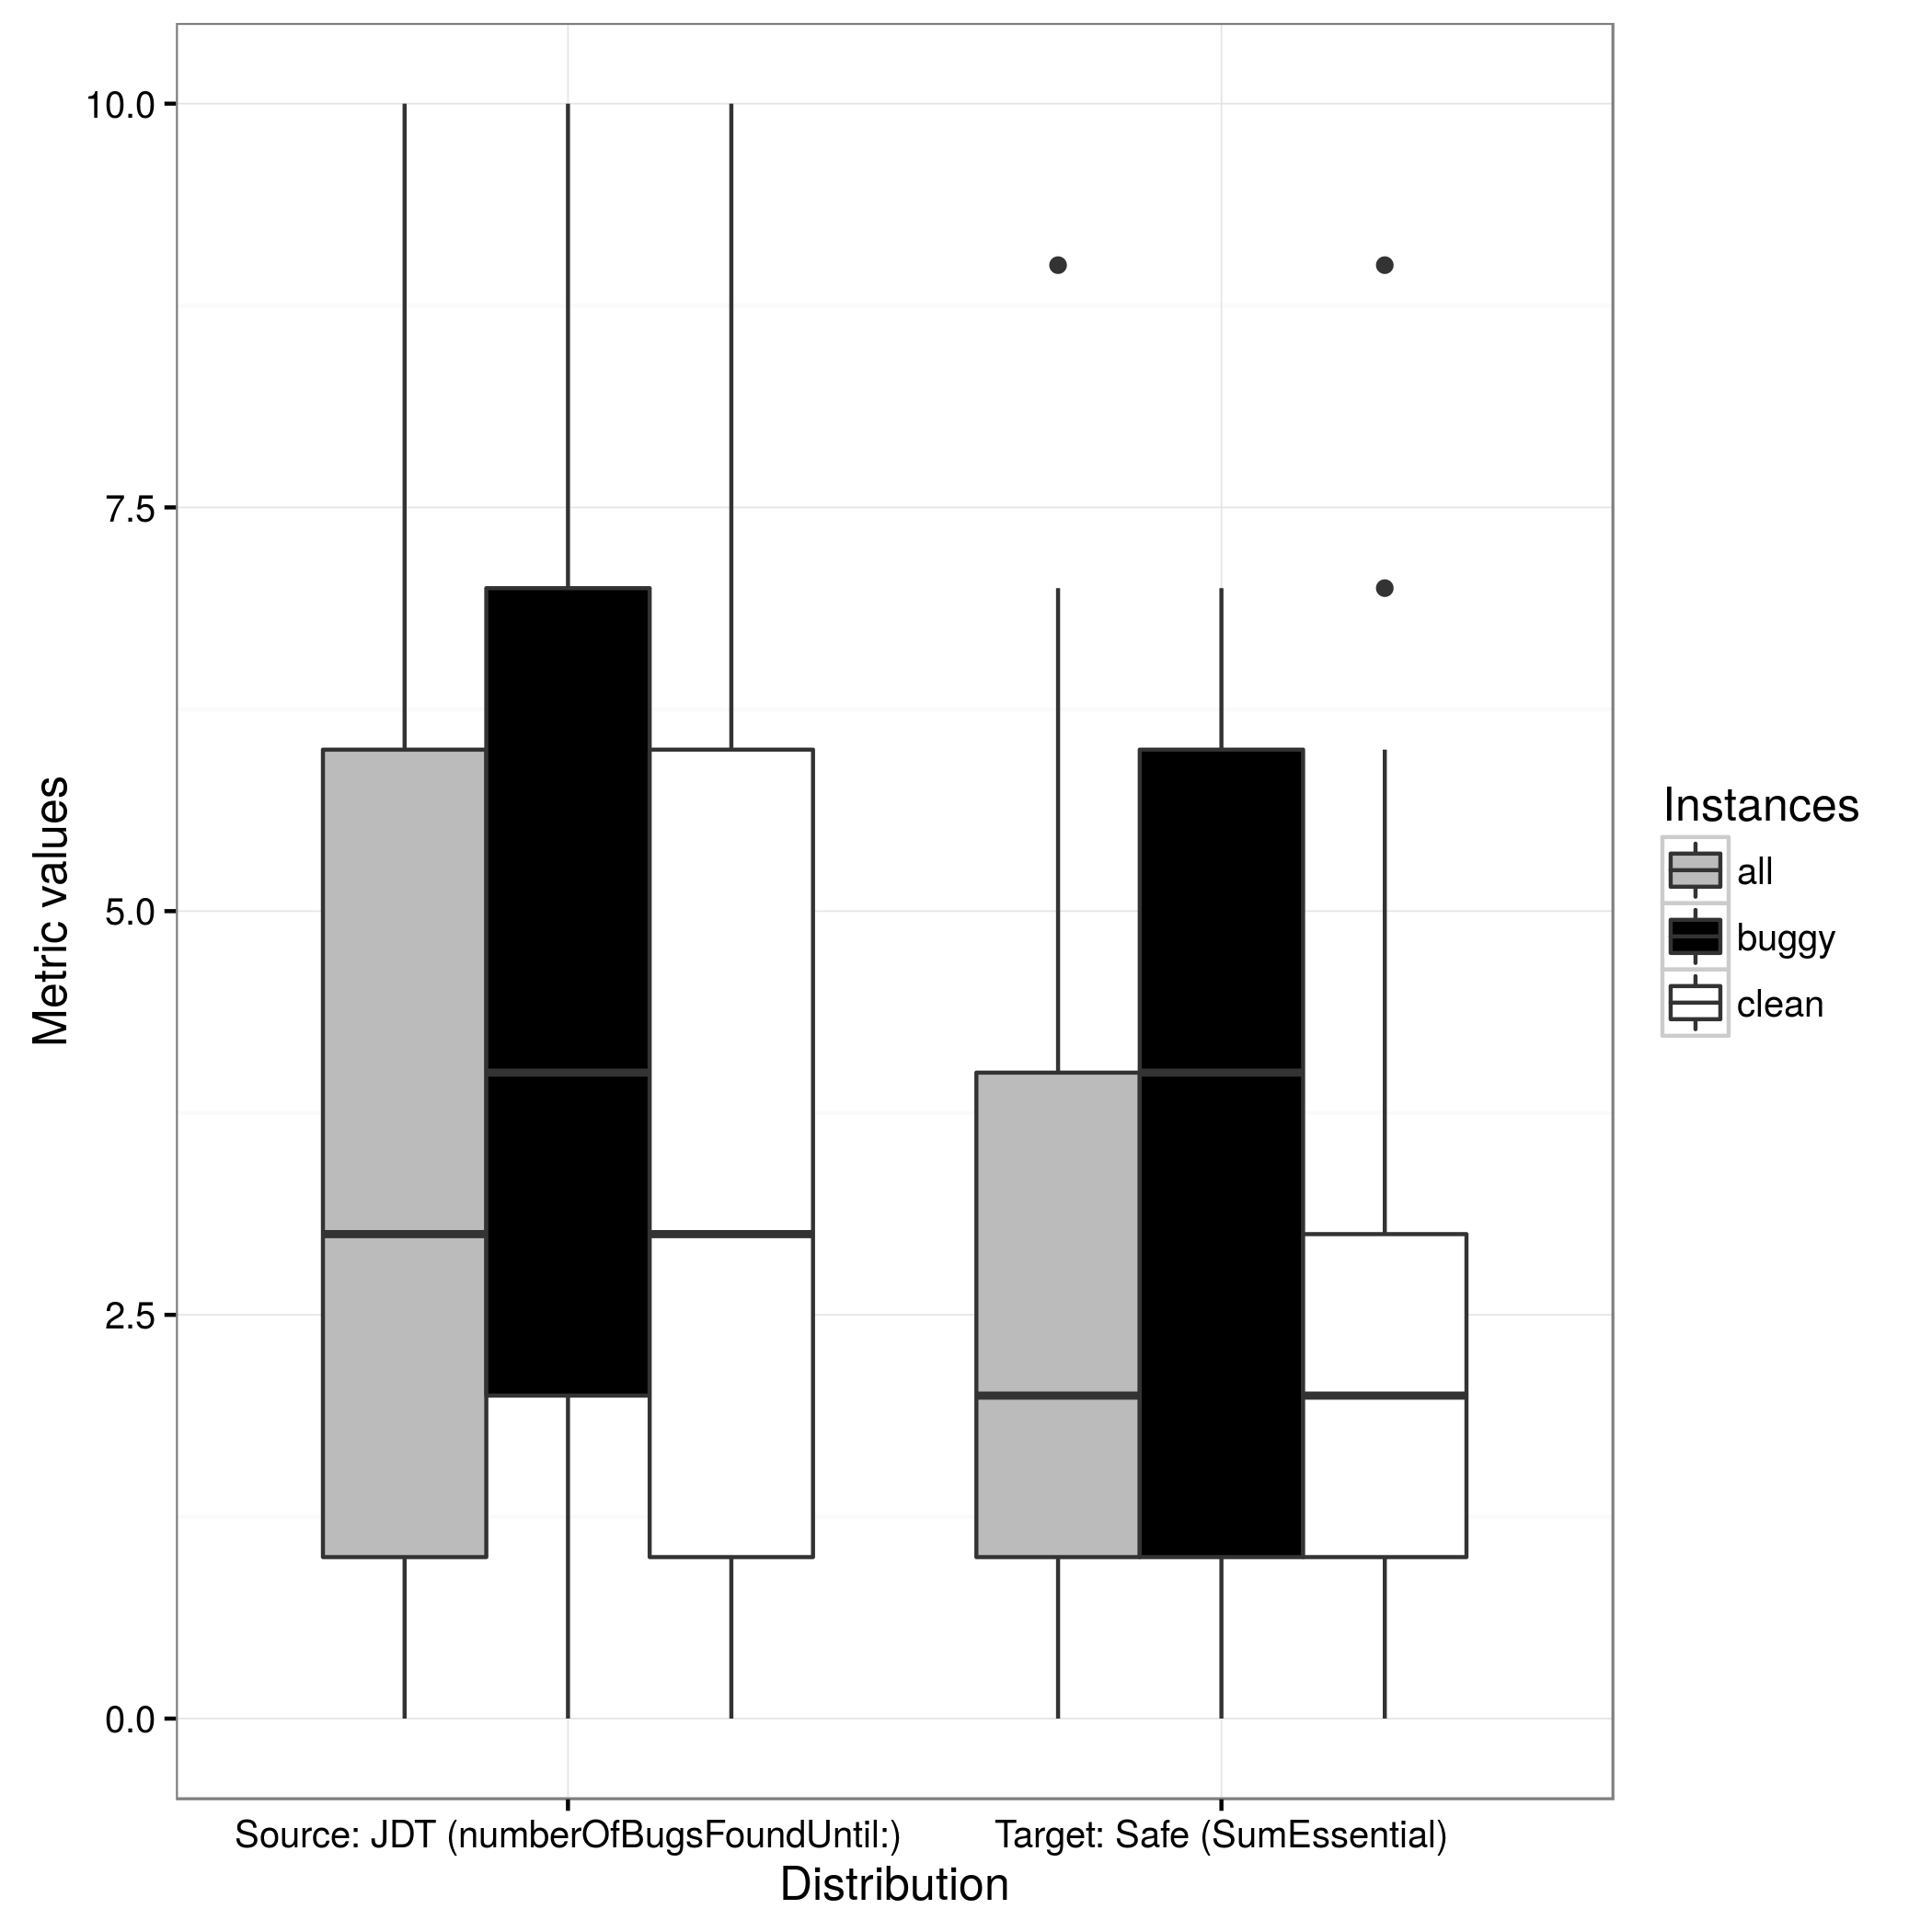 10.0
7.5
5.0
2.5
0.0
Metric values
Source: JDT (numberOfBugsFoundUntil:)
Target: Safe (SumEssential)
Distribution
Instances
all
buggy
clean